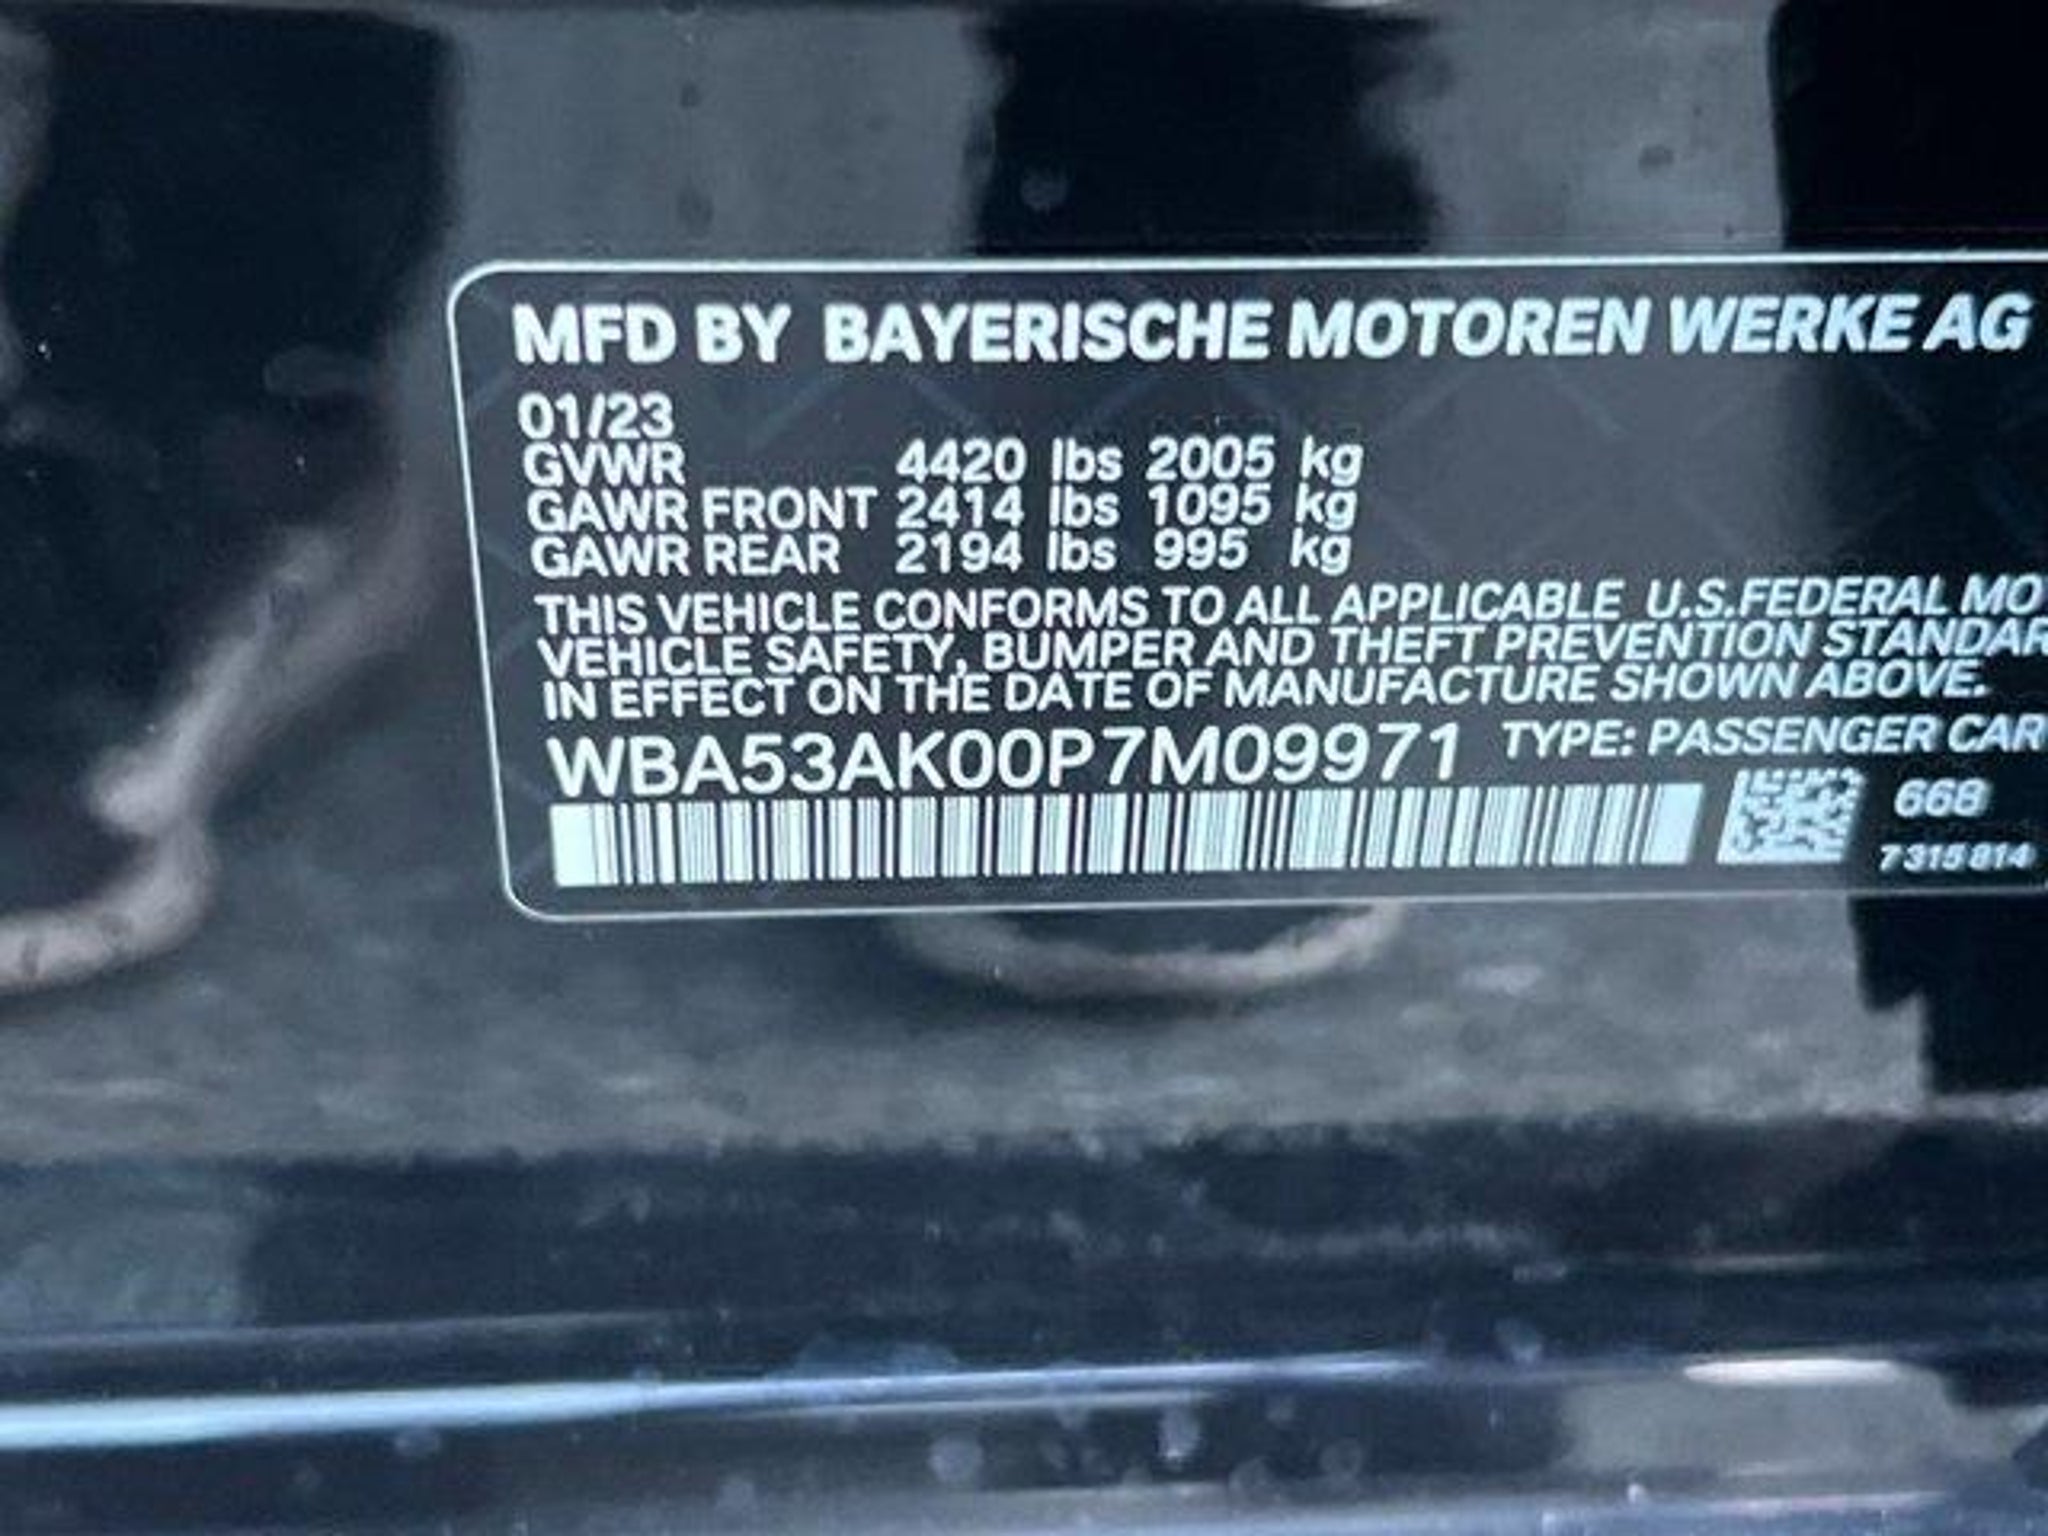 MFD BY BAYERISCHE MOTOREN WERKE AG
01/23
GVWR 4420 lbs 2005 kg
GAWR FRONT 2414 lbs 1095 kg
GAWR REAR 2194 lbs 995 kg
THIS VEHICLE CONFORMS TO ALL APPLICABLE U.S.FEDERAL MO
VEHICLE SAFETY, BUMPER AND THEFT PREVENTION STANDAR
IN EFFECT ON THE DATE OF MANUFACTURE SHOWN ABOVE.
WBA53AK00P7M09971 TYPE: PASSENGER CAR
668
7315814